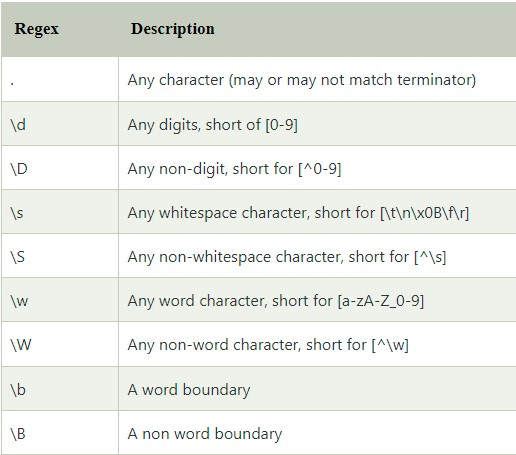 Regex Description
. Any character (may or may not match terminator)
\d Any digits, short of [0-9]
\D Any non-digit, short for [^0-9]
\s Any whitespace character, short for [\t\n\x0B\f\r]
\S Any non-whitespace character, short for [^\s]
\w Any word character, short for [a-zA-Z_0-9]
\W Any non-word character, short for [^\w]
\b A word boundary
\B A non word boundary